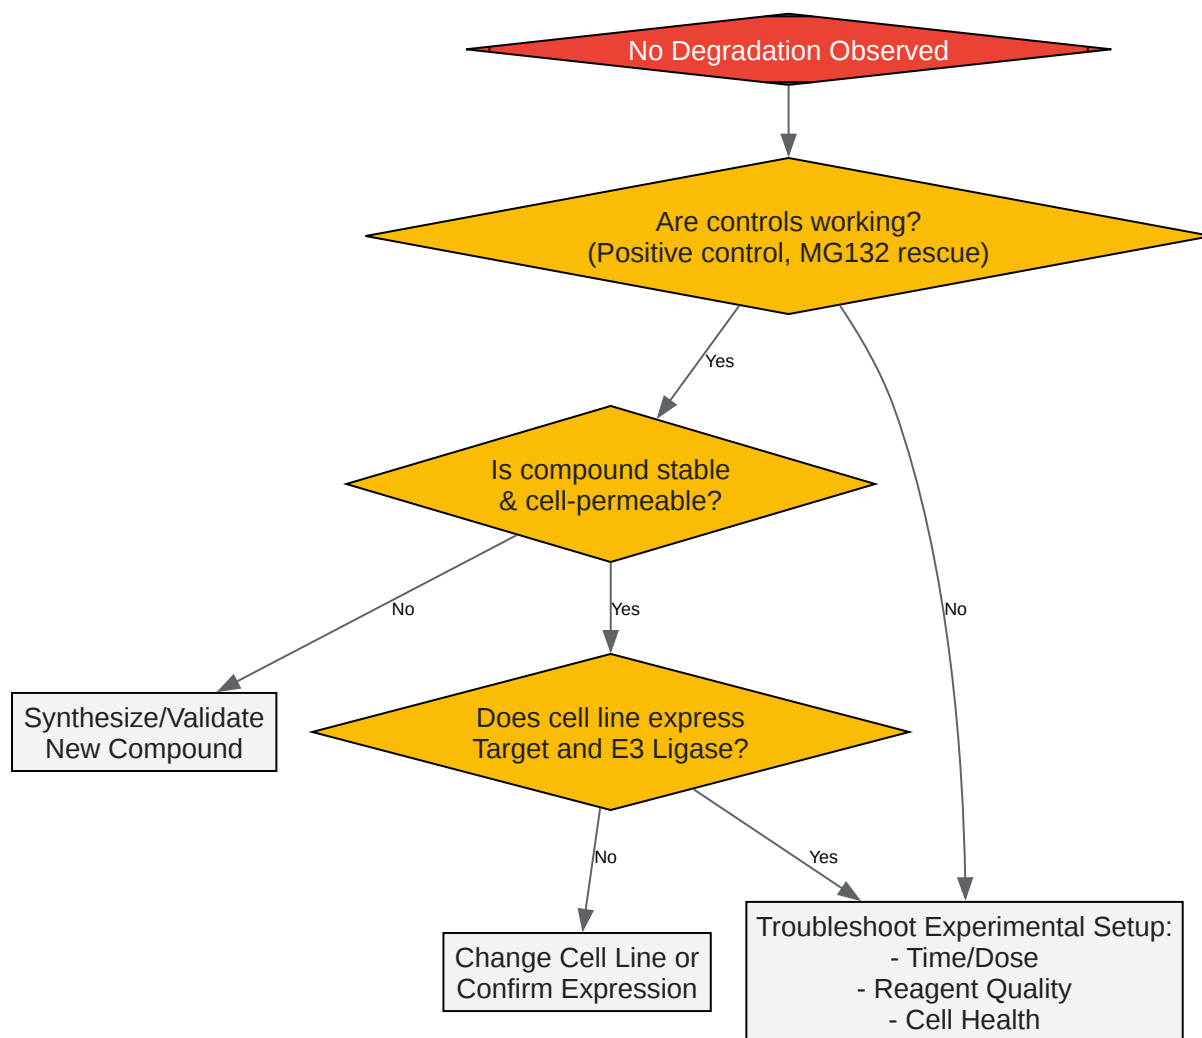 No Degradation Observed
Are controls working?
(Positive control, MG132 rescue)
Yes
Is compound stable
& cell-permeable?
No
Yes
No
Synthesize/Validate
New Compound
Does cell line express
Target and E3 Ligase?
No
Yes
Change Cell Line or
Confirm Expression
Troubleshoot Experimental Setup:
- Time/Dose
- Reagent Quality
- Cell Health